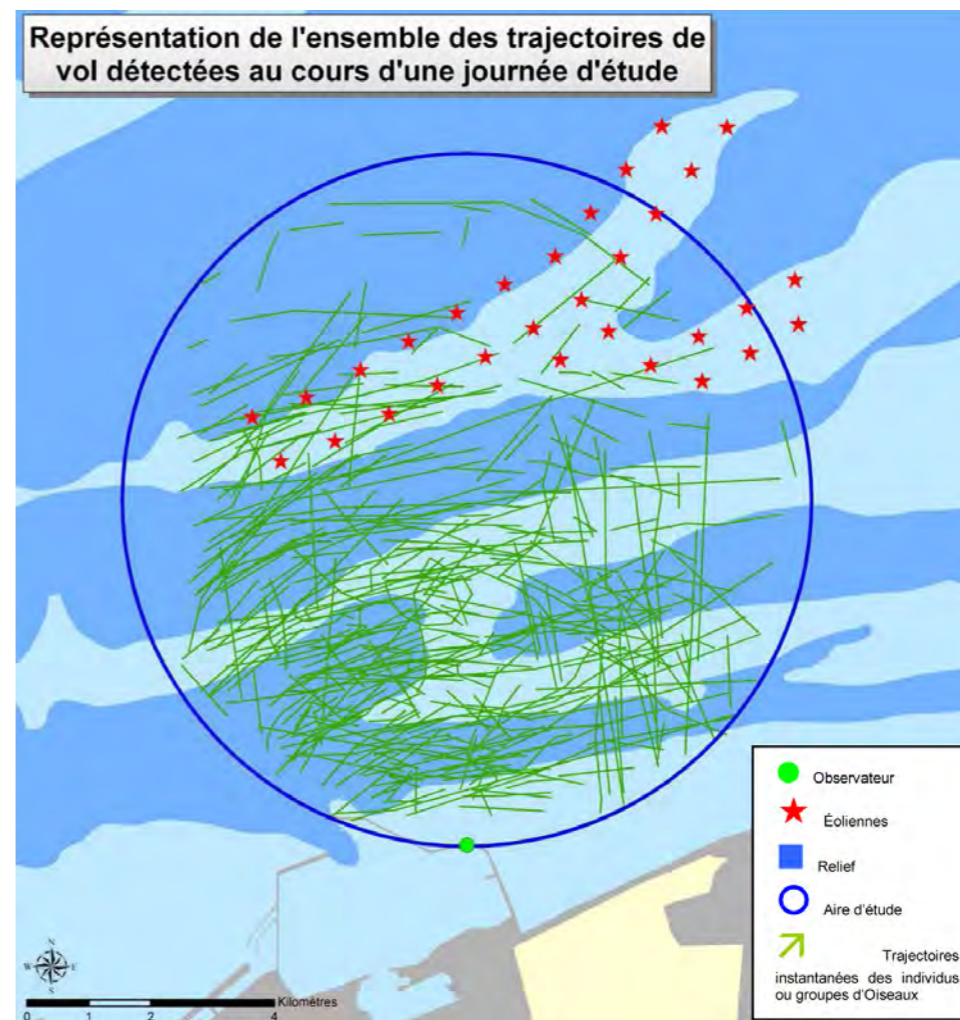 Représentation de l'ensemble des trajectoires de
vol détectées au cours d'une journée d'étude
Observateur
Éoliennes
Relief
Aire d'étude
Trajectoires
instantanées des individus
ou groupes d'Oiseaux
N
W E
S
Kilomètres
0 1 2 4